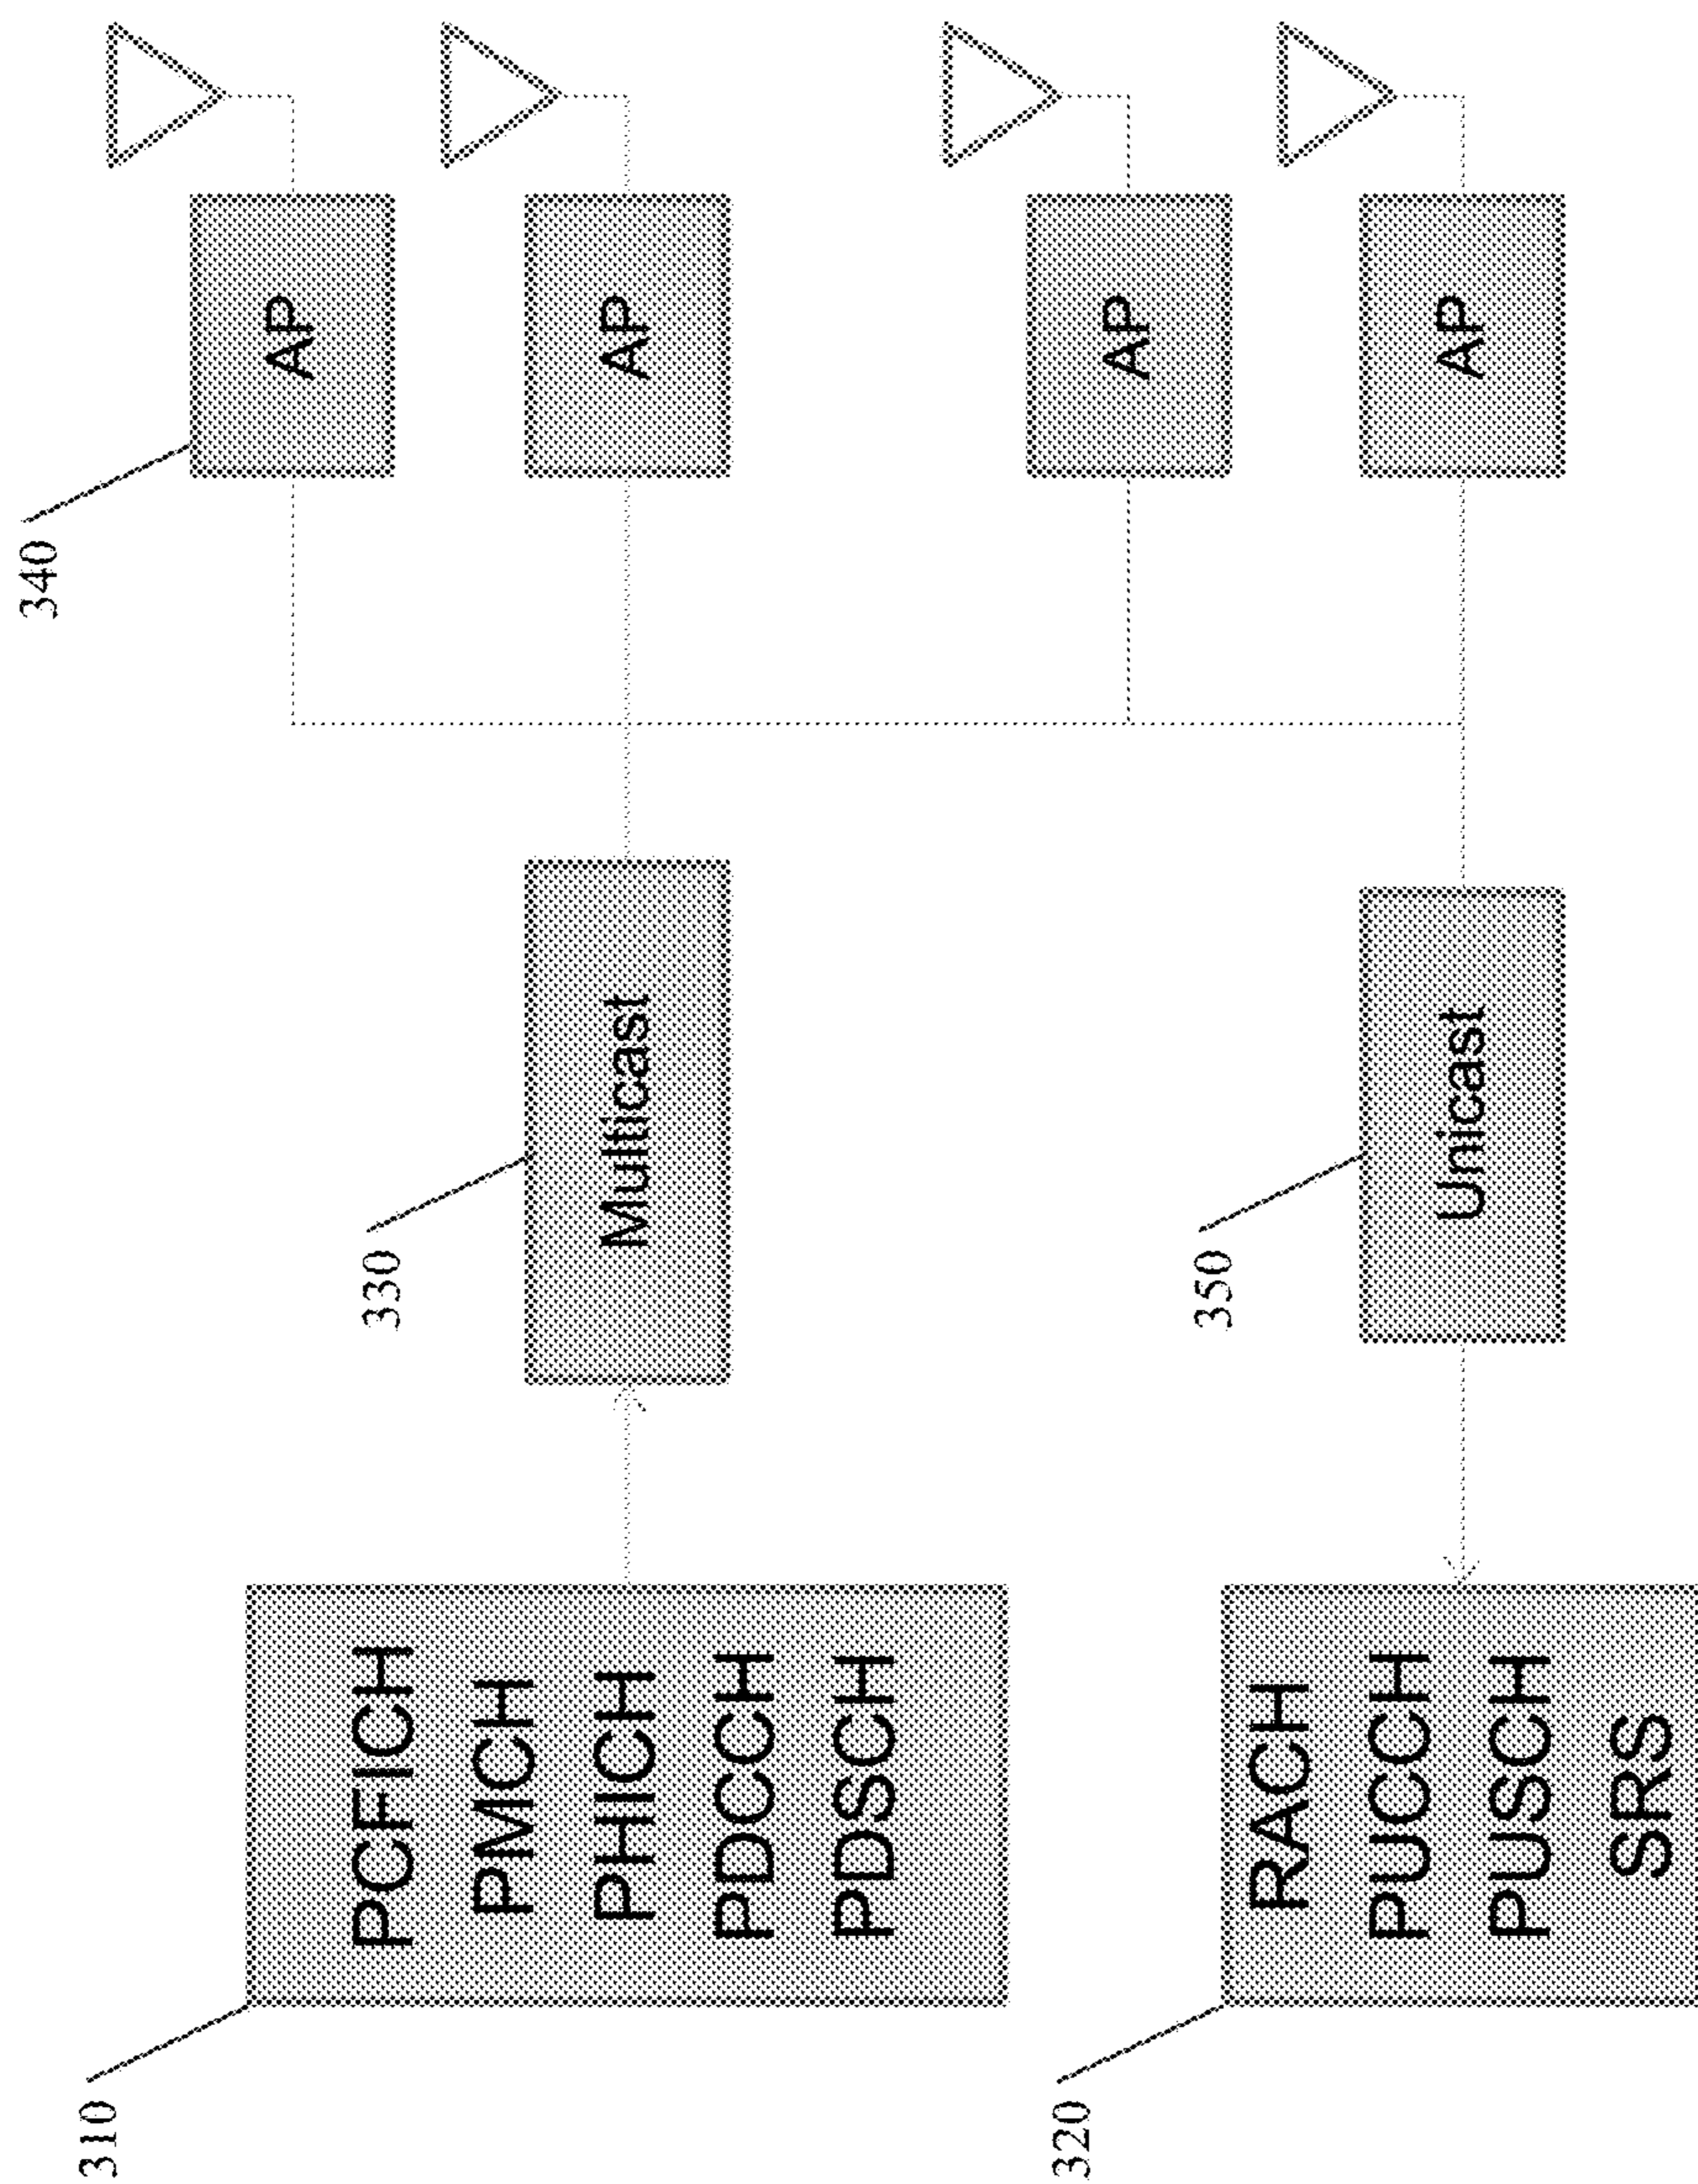 310
PCFICH
PMCH
PHICH
PDCCH
PDSCH
330
Multicast
340
AP
AP
AP
AP
320
RACH
PUCCH
PUSCH
SRS
350
Unicast